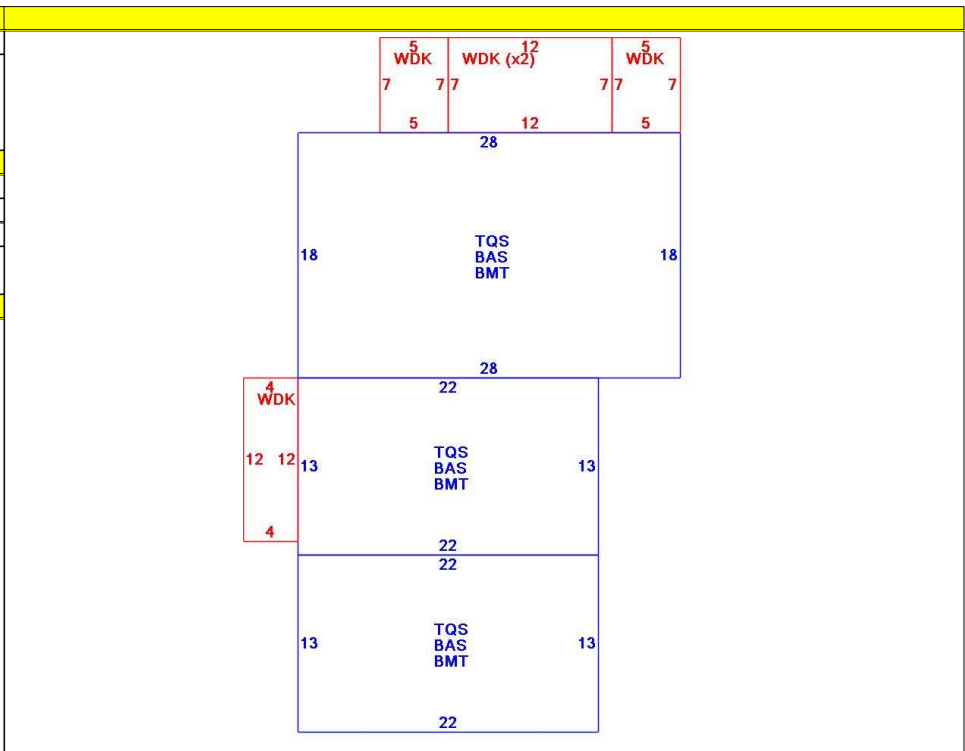 5 12 5
WDK WDK (x2) WDK
7 7 7 7 7 7
5 12 5
28
18 TQS 18
BAS
BMT
28
4 22
WDK
12 12 13 TQS 13
BAS
BMT
4
22
22
13 TQS 13
BAS
BMT
22